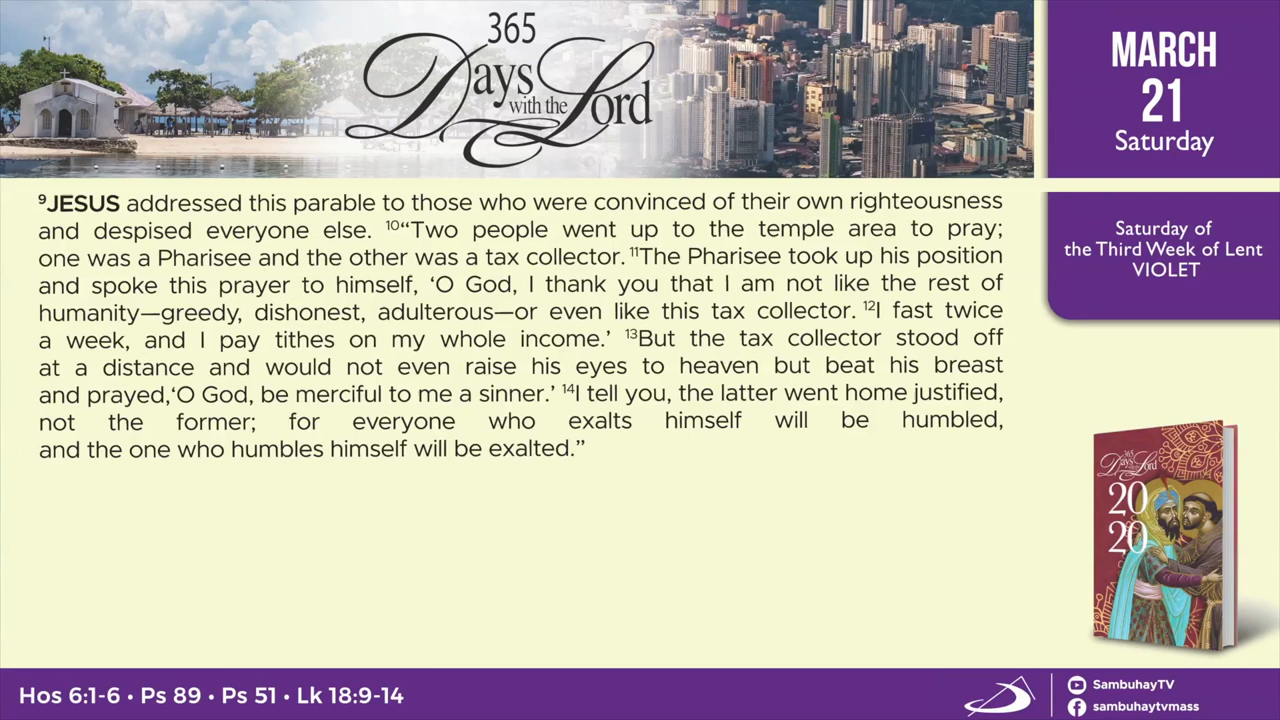 365
Days with the Lord
MARCH
21
Saturday
Saturday of
the Third Week of Lent
VIOLET
⁹JESUS addressed this parable to those who were convinced of their own righteousness
and despised everyone else. ¹⁰“Two people went up to the temple area to pray;
one was a Pharisee and the other was a tax collector. ¹¹The Pharisee took up his position
and spoke this prayer to himself, ‘O God, I thank you that I am not like the rest of
humanity—greedy, dishonest, adulterous—or even like this tax collector. ¹²I fast twice
a week, and I pay tithes on my whole income.’ ¹³But the tax collector stood off
at a distance and would not even raise his eyes to heaven but beat his breast
and prayed,‘O God, be merciful to me a sinner.’ ¹⁴I tell you, the latter went home justified,
not the former; for everyone who exalts himself will be humbled,
and the one who humbles himself will be exalted.”
365
Days with the Lord
20
20
Hos 6:1-6 • Ps 89 • Ps 51 • Lk 18:9-14
SambuhayTV
sambuhaytvmass